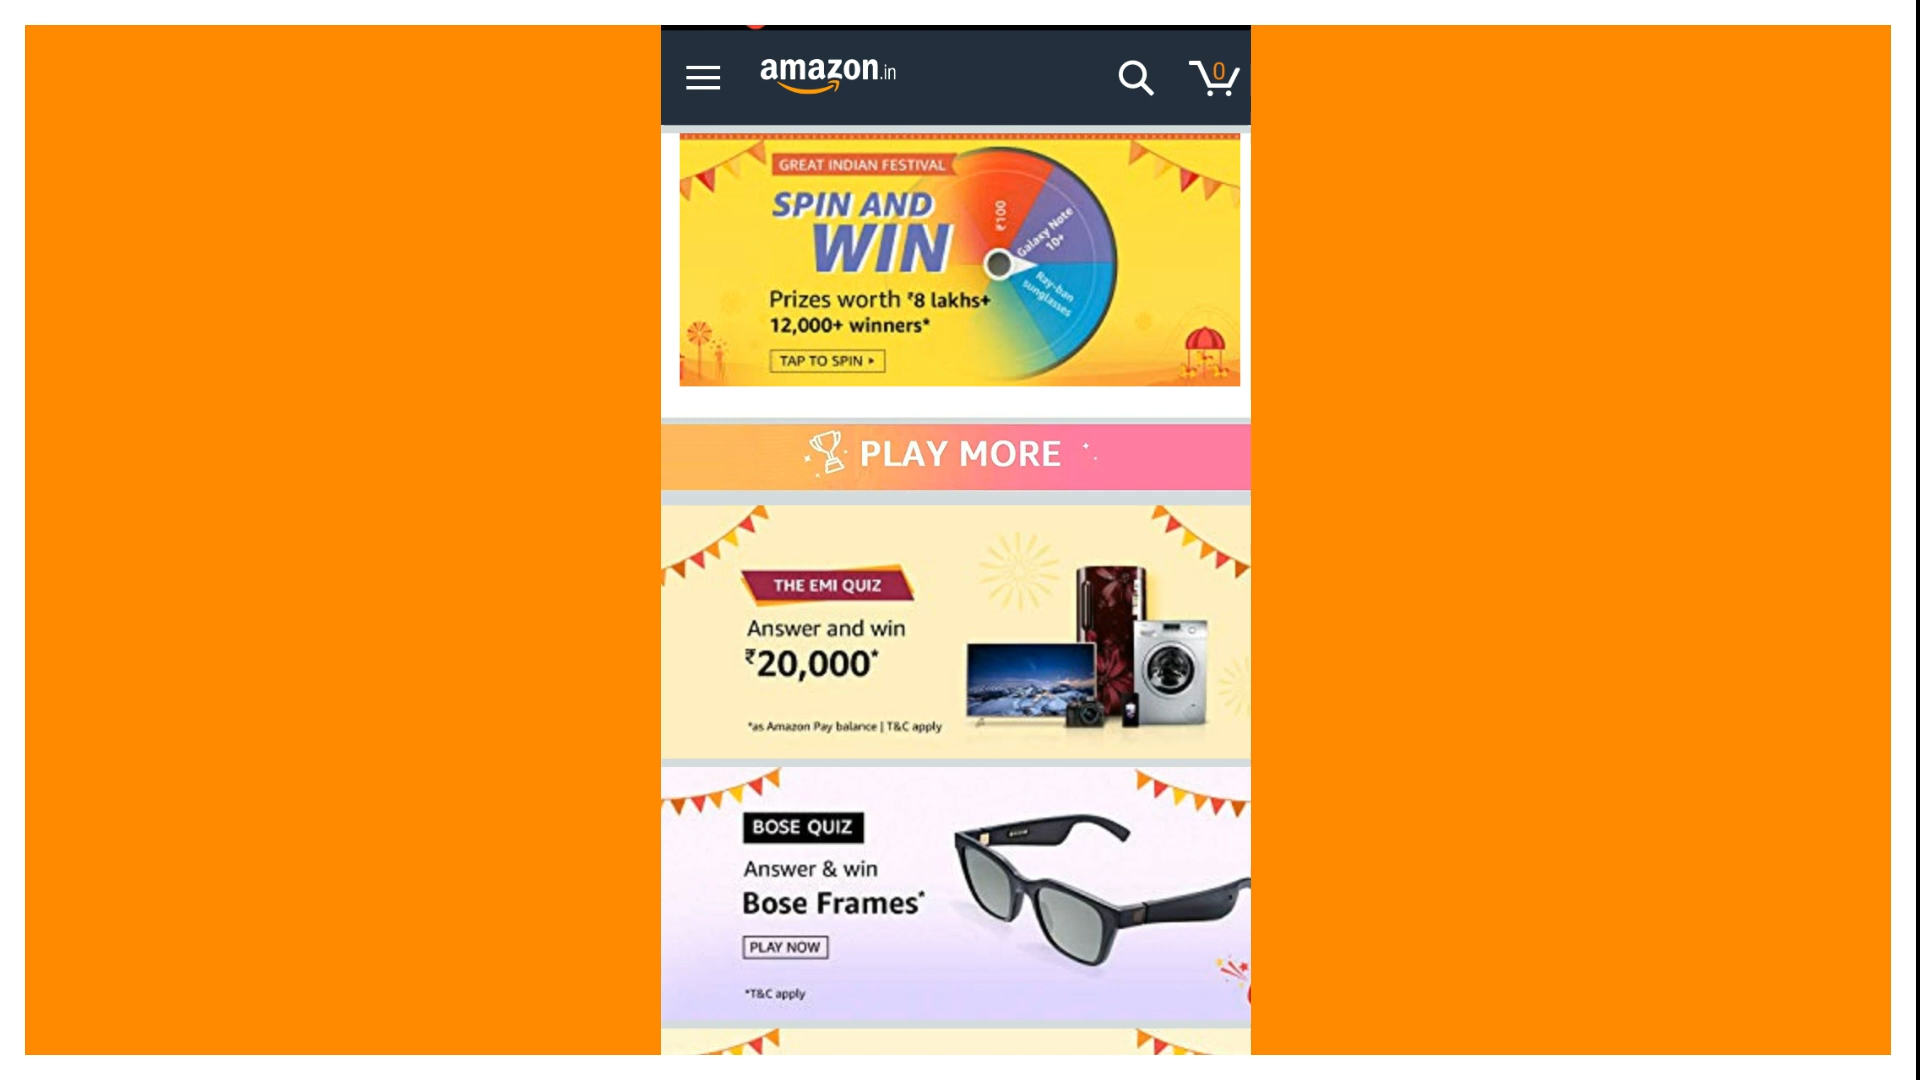 amazon.in
0
GREAT INDIAN FESTIVAL
SPIN AND
WIN
₹100
Galaxy Note
10+
Ray-ban
sunglasses
Prizes worth ₹8 lakhs+
12,000+ winners*
TAP TO SPIN
PLAY MORE
THE EMI QUIZ
Answer and win
₹20,000*
*as Amazon Pay balance | T&C apply
BOSE QUIZ
Answer & win
Bose Frames*
PLAY NOW
*T&C apply